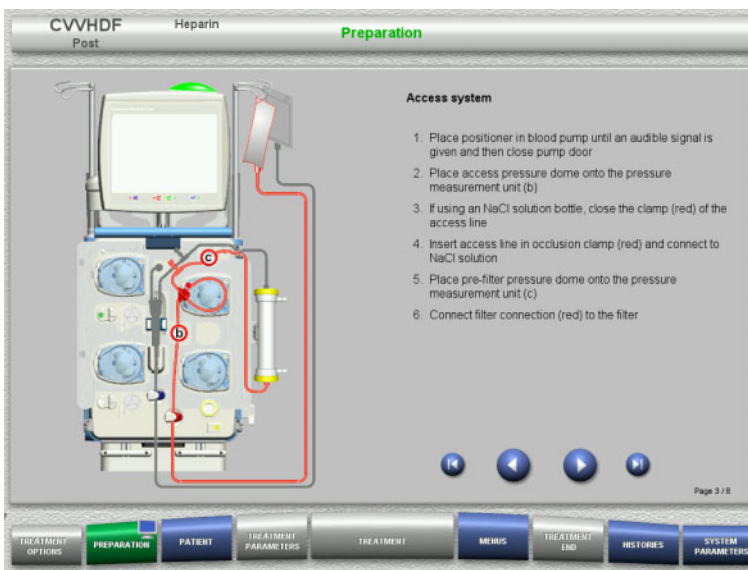 CVVHDF Heparin
Post
Preparation
Access system
1. Place positioner in blood pump until an audible signal is
given and then close pump door
2. Place access pressure dome onto the pressure
measurement unit (b)
3. If using an NaCl solution bottle, close the clamp (red) of the
access line
4. Insert access line in occlusion clamp (red) and connect to
NaCl solution
5. Place pre-filter pressure dome onto the pressure
measurement unit (c)
6. Connect filter connection (red) to the filter
c
b
Page 3 / 8
TREATMENT
OPTIONS
PREPARATION
PATIENT
TREATMENT
PARAMETERS
TREATMENT
MENUS
TREATMENT
END
HISTORIES
SYSTEM
PARAMETERS